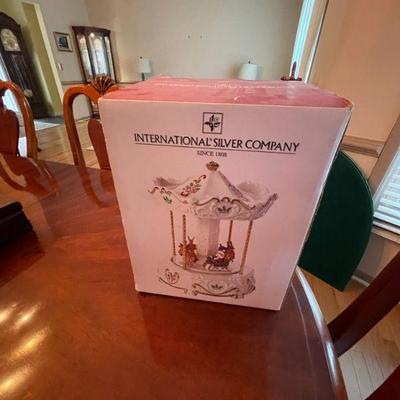 INTERNATIONAL® SILVER COMPANY
SINCE 1808